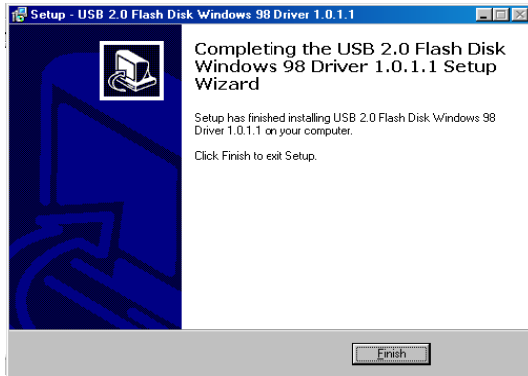 Setup - USB 2.0 Flash Disk Windows 98 Driver 1.0.1.1
Completing the USB 2.0 Flash Disk
Windows 98 Driver 1.0.1.1 Setup
Wizard
Setup has finished installing USB 2.0 Flash Disk Windows 98
Driver 1.0.1.1 on your computer.
Click Finish to exit Setup.
Finish